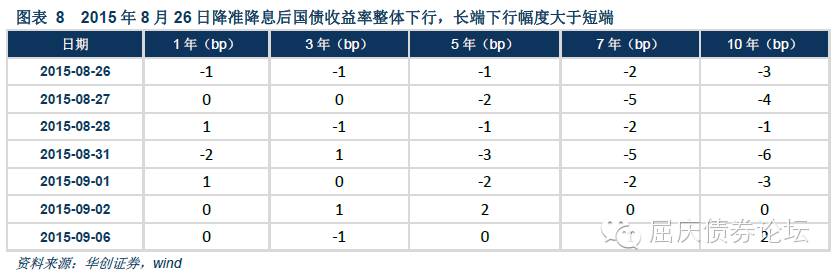 图表 8 2015 年 8 月 26 日降准降息后国债收益率整体下行，长端下行幅度大于短端
日期 1 年（bp） 3 年（bp） 5 年（bp） 7 年（bp） 10 年（bp）
2015-08-26 -1 -1 -1 -2 -3
2015-08-27 0 0 -2 -5 -4
2015-08-28 1 -1 -1 -2 -1
2015-08-31 -2 1 -3 -5 -6
2015-09-01 1 0 -2 -2 -3
2015-09-02 0 1 2 0 0
2015-09-06 0 -1 0 2
屈庆债券论坛
资料来源：华创证券，wind